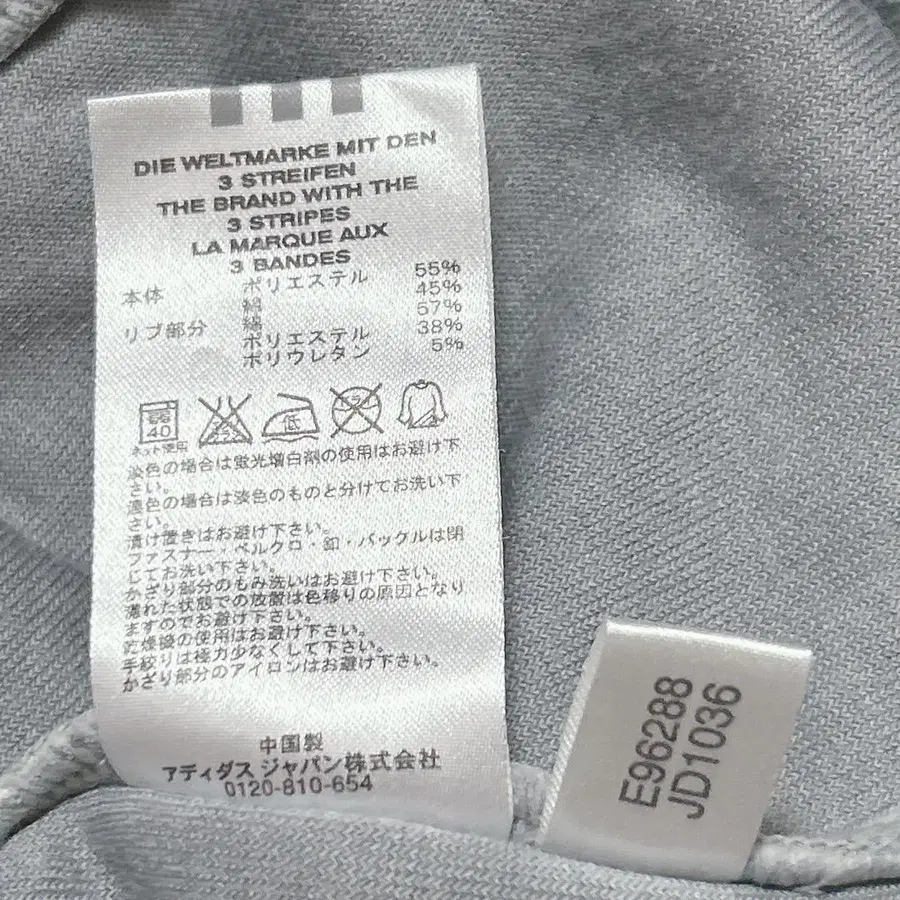 DIE WELTMARKE MIT DEN
3 STREIFEN
THE BRAND WITH THE
3 STRIPES
LA MARQUE AUX
3 BANDES
本体 ポリエステル 55%
綿 45%
リブ部分 綿 57%
ポリエステル 38%
ポリウレタン 5%
40
ネット使用
低
淡色の場合は蛍光増白剤の使用はお避け下
さい。
濃色の場合は淡色のものと分けてお洗い下
さい。
漬け置きはお避け下さい。
ファスナー・ベルクロ・釦・バックルは閉
じてお洗い下さい。
かざり部分のもみ洗いはお避け下さい。
濡れた状態での放置は色移りの原因となり
ますのでお避け下さい。
乾燥機の使用はお避け下さい。
手絞りは極力少なくして下さい。
かざり部分のアイロンはお避け下さい。
中国製
アディダス ジャパン株式会社
0120-810-654
E96288
JD1036